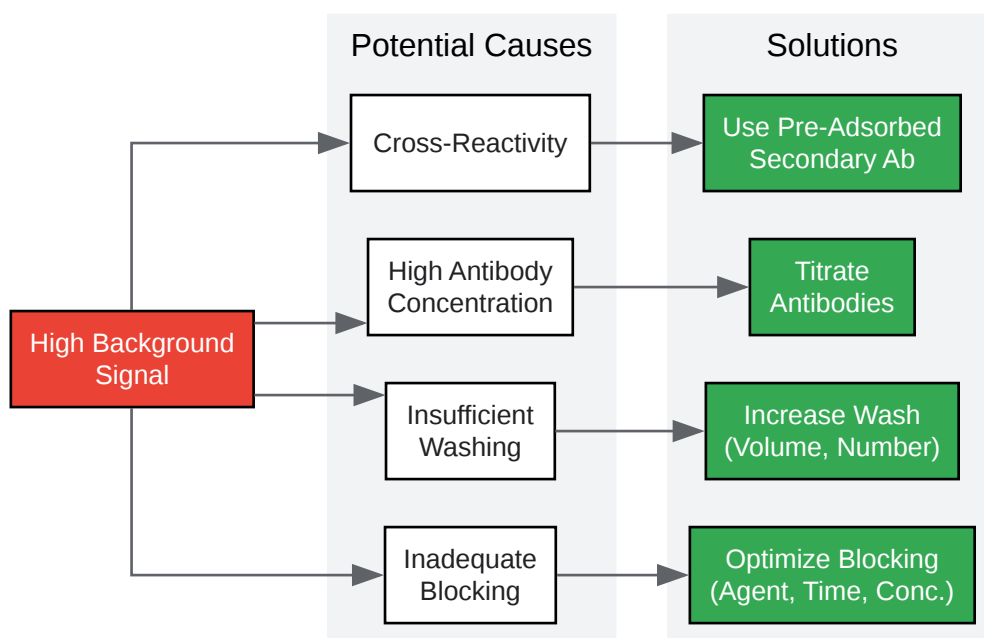 Potential Causes
Solutions
Cross-Reactivity
Use Pre-Adsorbed
Secondary Ab
High Antibody
Concentration
Titrate
Antibodies
High Background
Signal
Insufficient
Washing
Increase Wash
(Volume, Number)
Inadequate
Blocking
Optimize Blocking
(Agent, Time, Conc.)